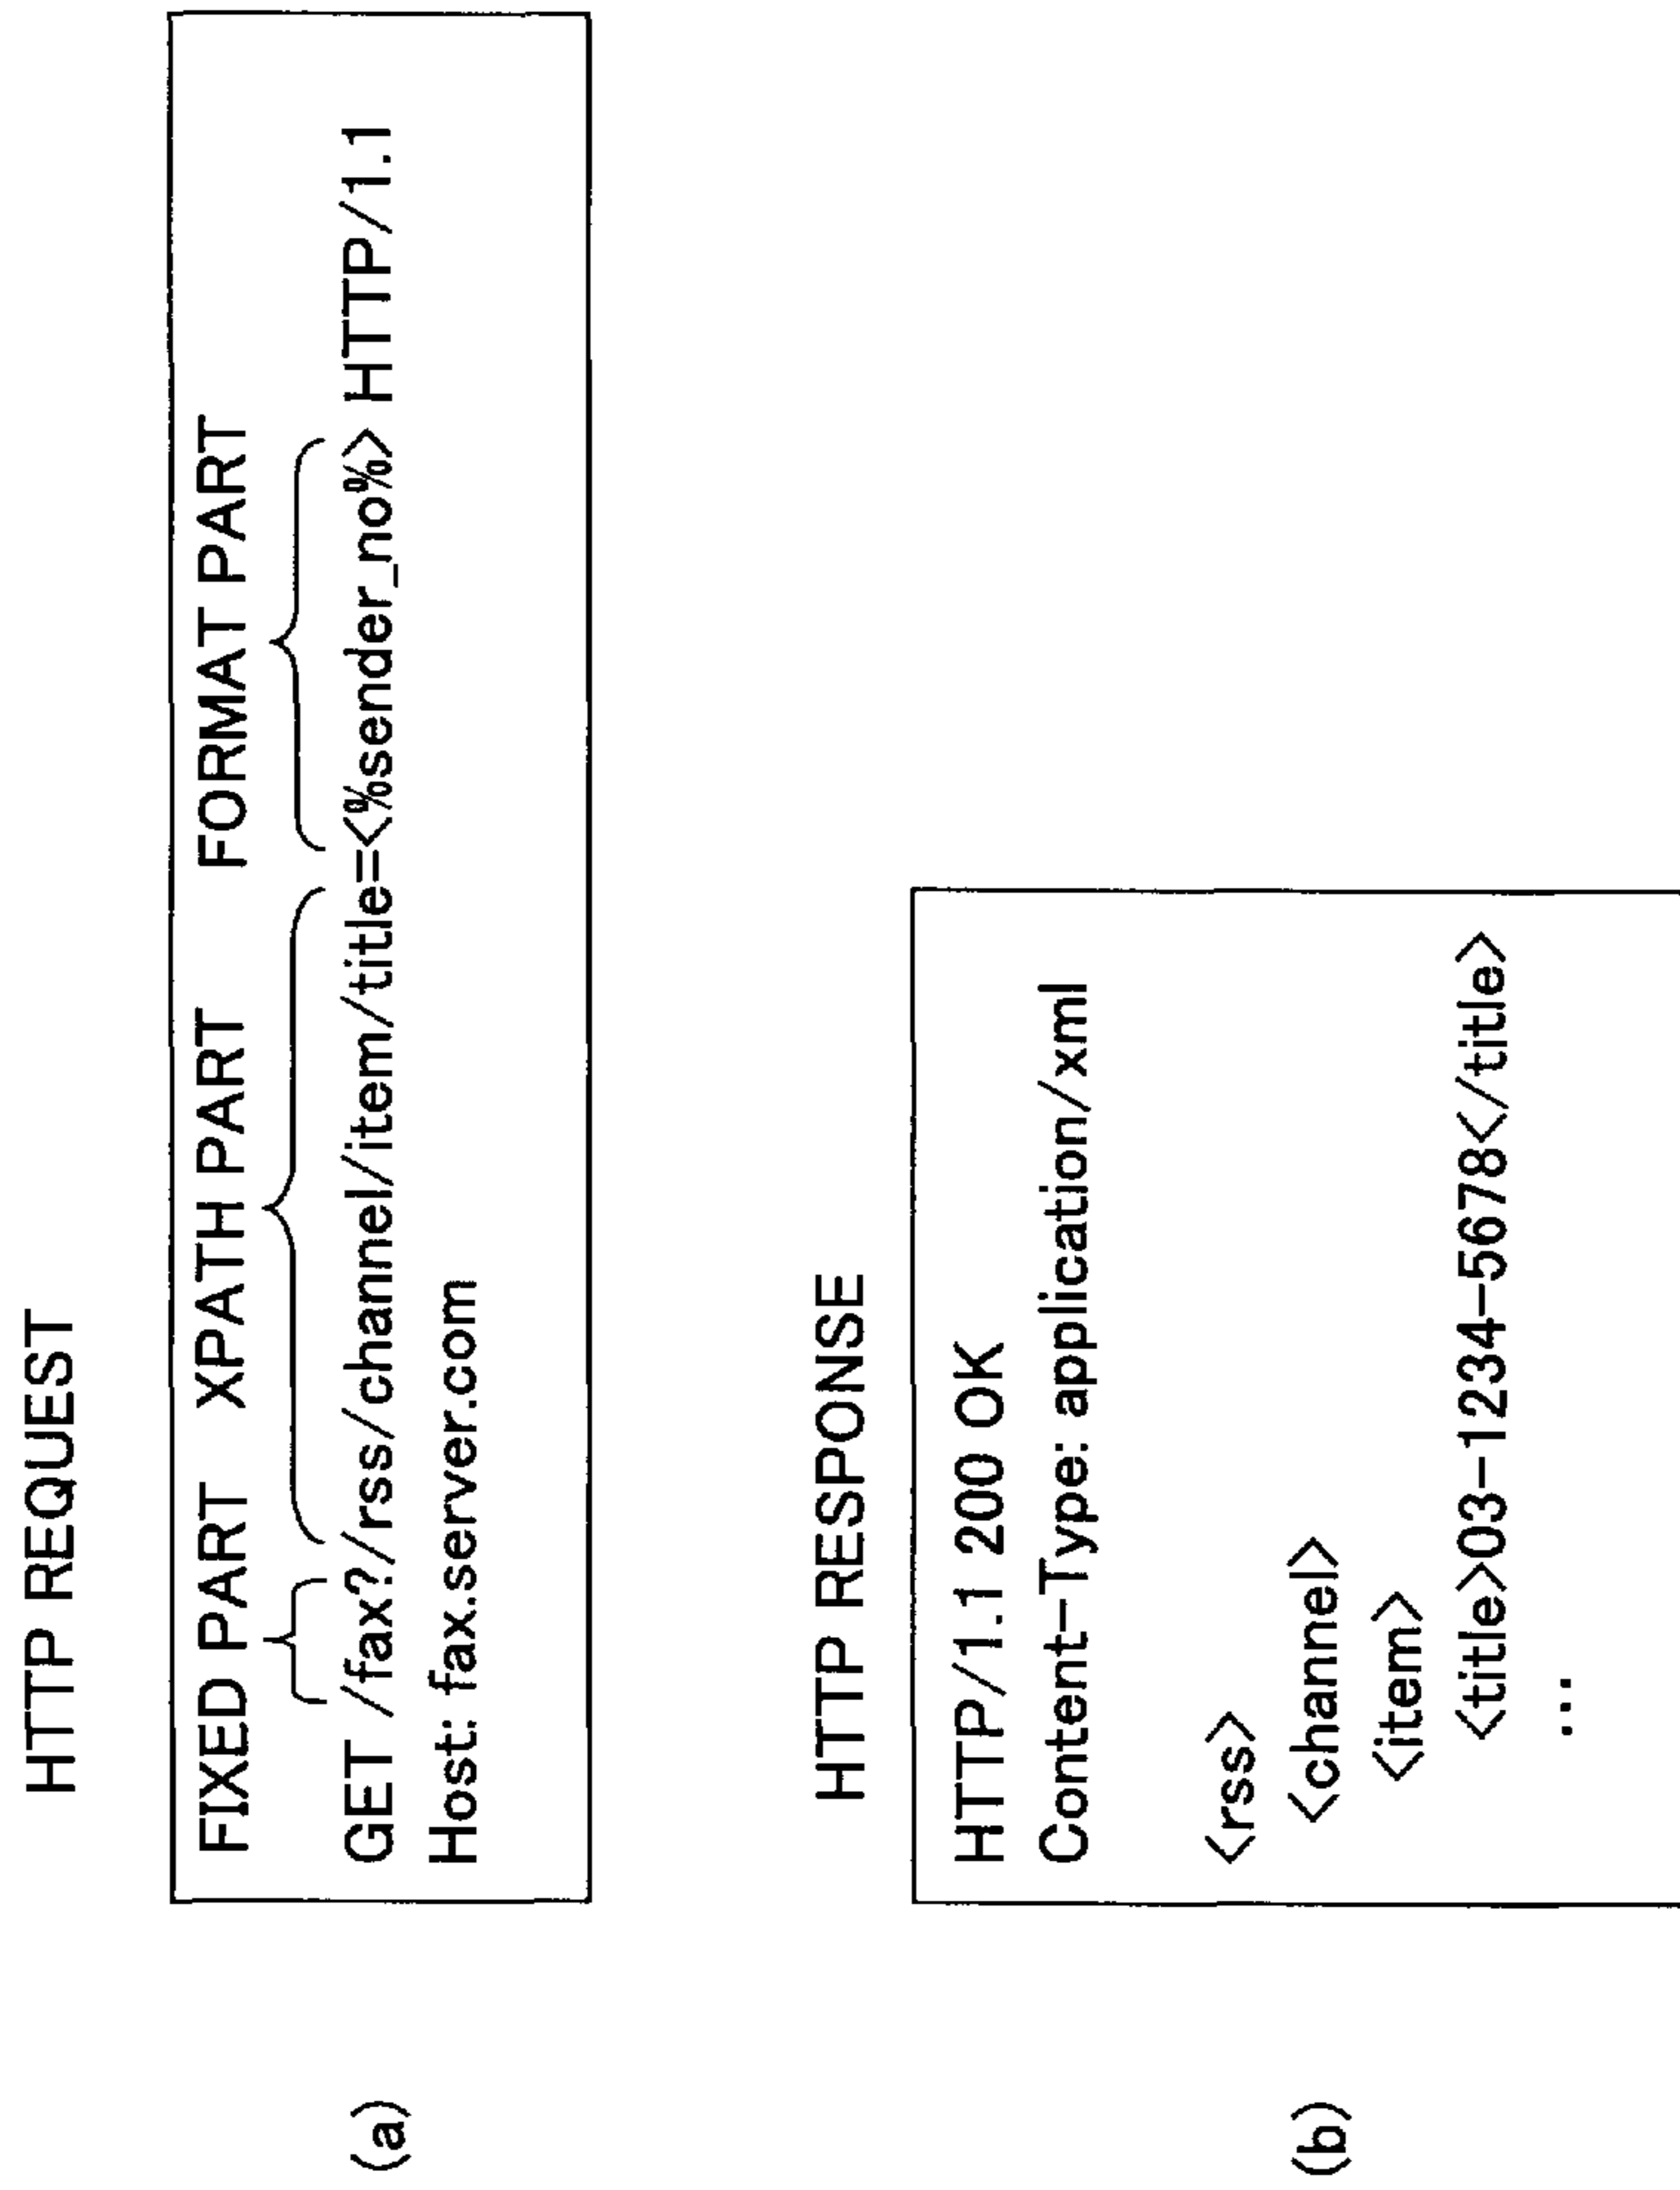 HTTP REQUEST
FIXED PART XPATH PART FORMAT PART
GET //fax?/rss/channel/item/title=<%sender_no%> HTTP/1.1
Host: fax.server.com
(a)
HTTP RESPONSE
HTTP/1.1 200 OK
Content-Type: application/xml
<rss>
<channel>
<item>
<title>03-1234-5678</title>
...
(b)